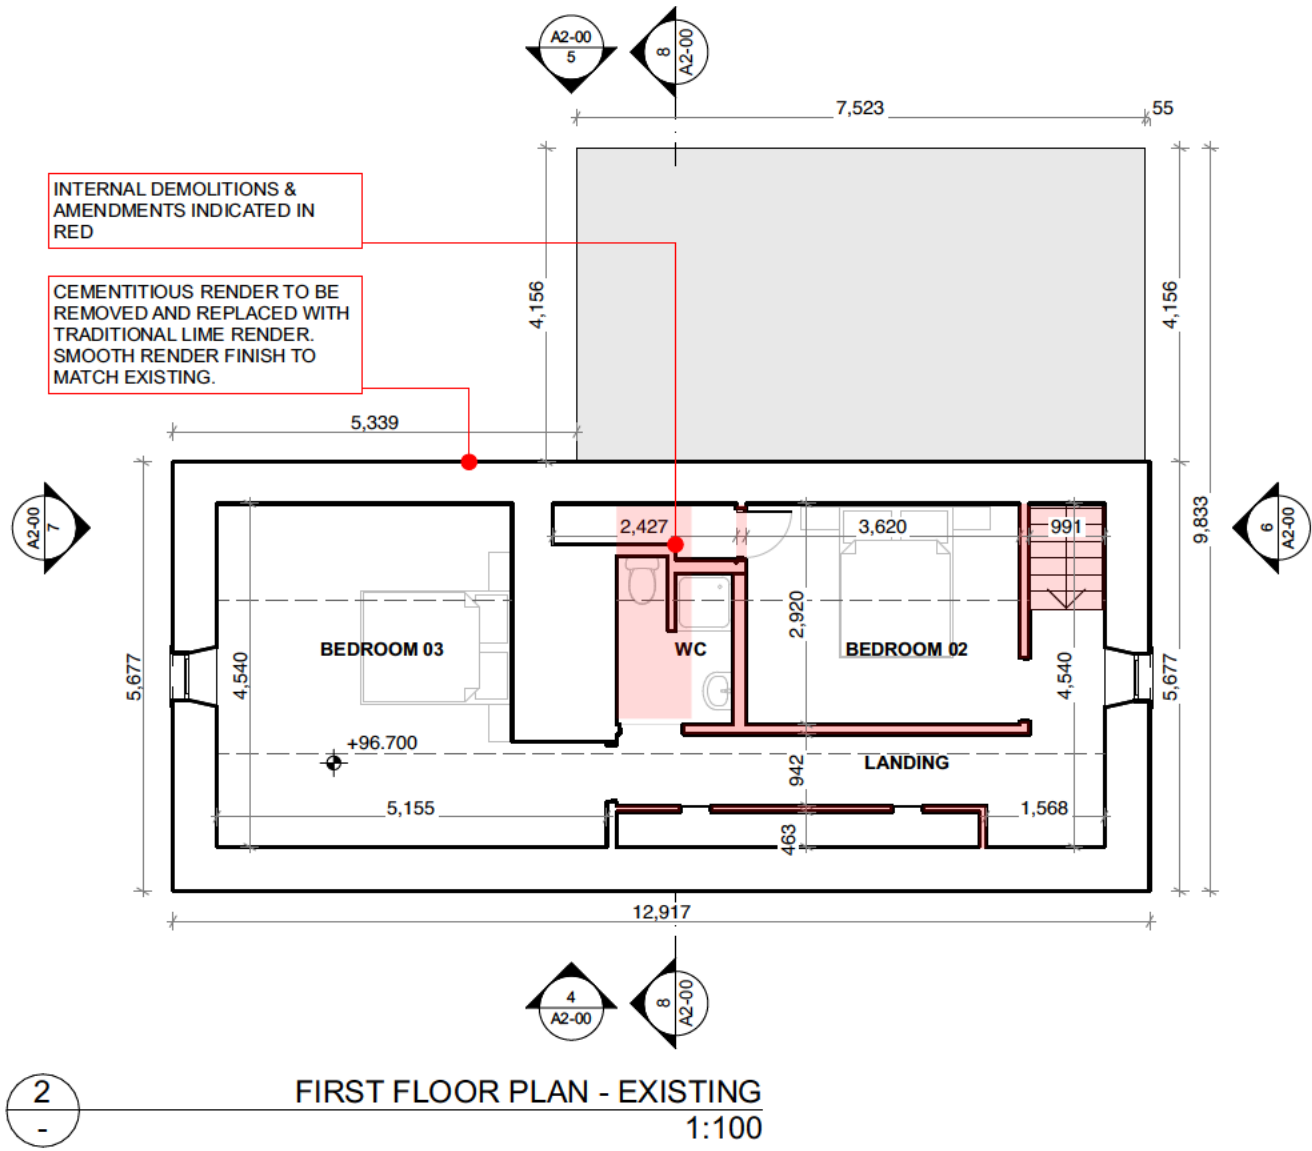 A2-00
5
8
A2-00
7,523
55
INTERNAL DEMOLITIONS &
AMENDMENTS INDICATED IN
RED
CEMENTITIOUS RENDER TO BE
REMOVED AND REPLACED WITH
TRADITIONAL LIME RENDER.
SMOOTH RENDER FINISH TO
MATCH EXISTING.
4,156
4,156
5,339
9,833
A2-00
7
2,427
3,620
991
6
A2-00
2,920
BEDROOM 03
WC
BEDROOM 02
5,677
4,540
4,540
5,677
+96.700
942
LANDING
5,155
1,568
463
12,917
4
A2-00
8
A2-00
2
-
FIRST FLOOR PLAN - EXISTING
1:100